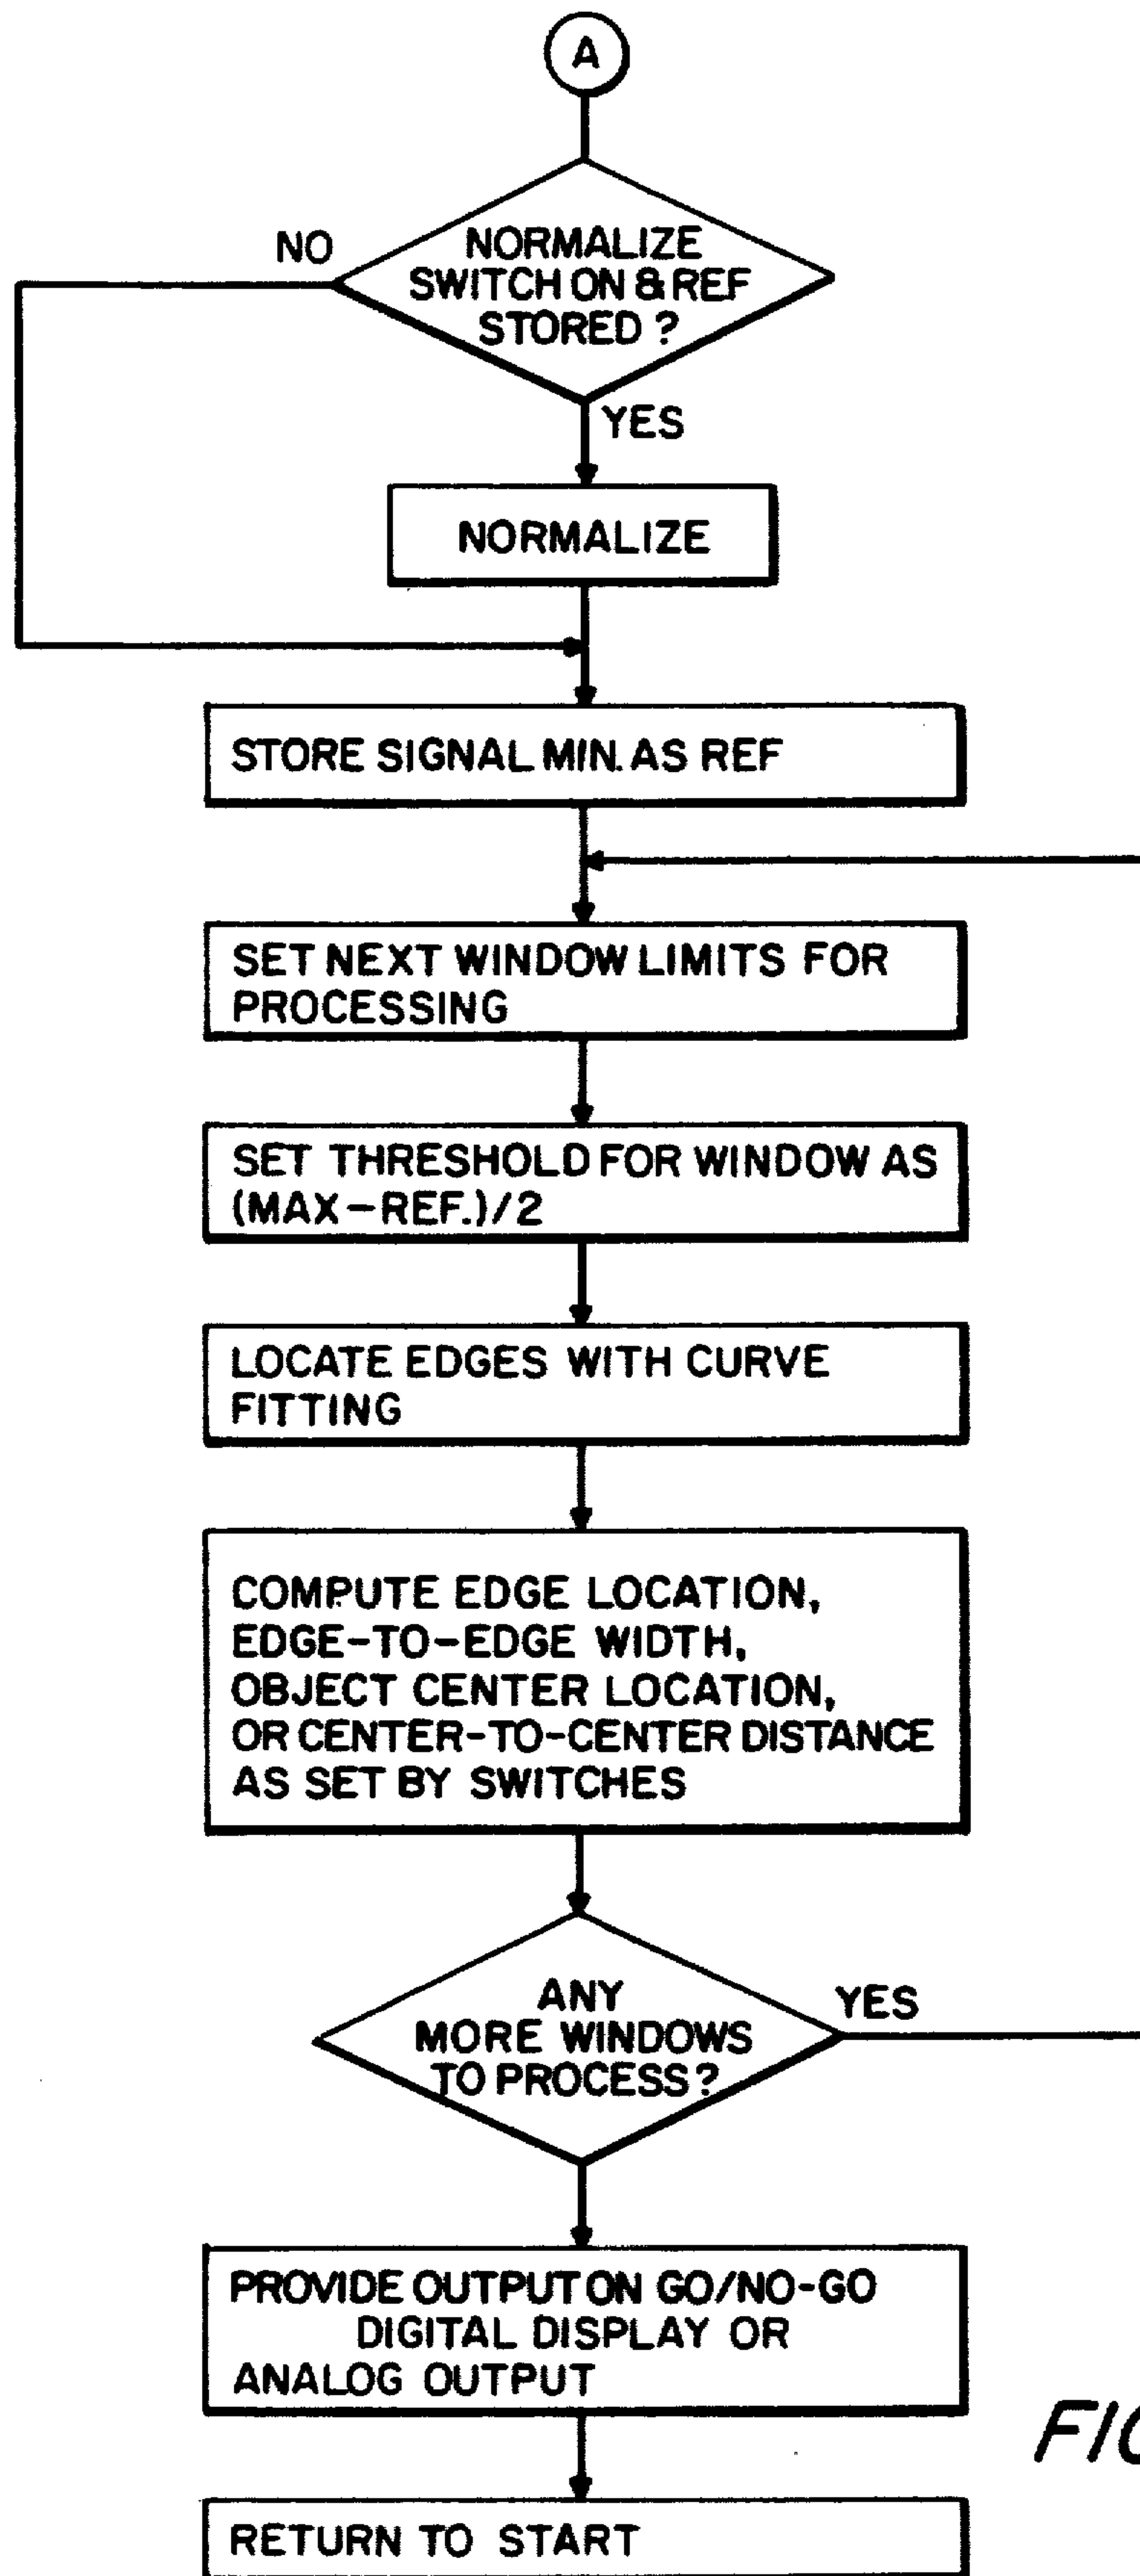 A
NO
NORMALIZE
SWITCH ON & REF
STORED ?
YES
NORMALIZE
STORE SIGNAL MIN. AS REF
SET NEXT WINDOW LIMITS FOR
PROCESSING
SET THRESHOLD FOR WINDOW AS
(MAX-REF.)/2
LOCATE EDGES WITH CURVE
FITTING
COMPUTE EDGE LOCATION,
EDGE-TO-EDGE WIDTH,
OBJECT CENTER LOCATION,
OR CENTER-TO-CENTER DISTANCE
AS SET BY SWITCHES
ANY
MORE WINDOWS
TO PROCESS?
YES
PROVIDE OUTPUT ON GO/NO-GO
DIGITAL DISPLAY OR
ANALOG OUTPUT
RETURN TO START